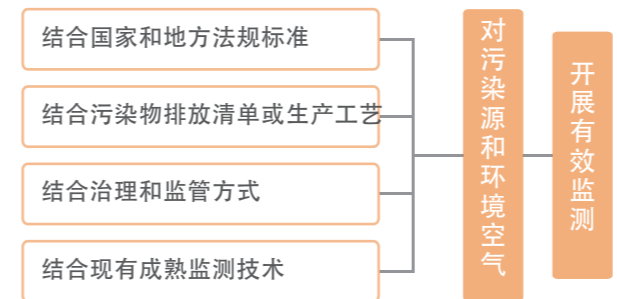 结合国家和地方法规标准
结合污染物排放清单或生产工艺
结合治理和监管方式
结合现有成熟监测技术
对污染源和环境空气
开展有效监测